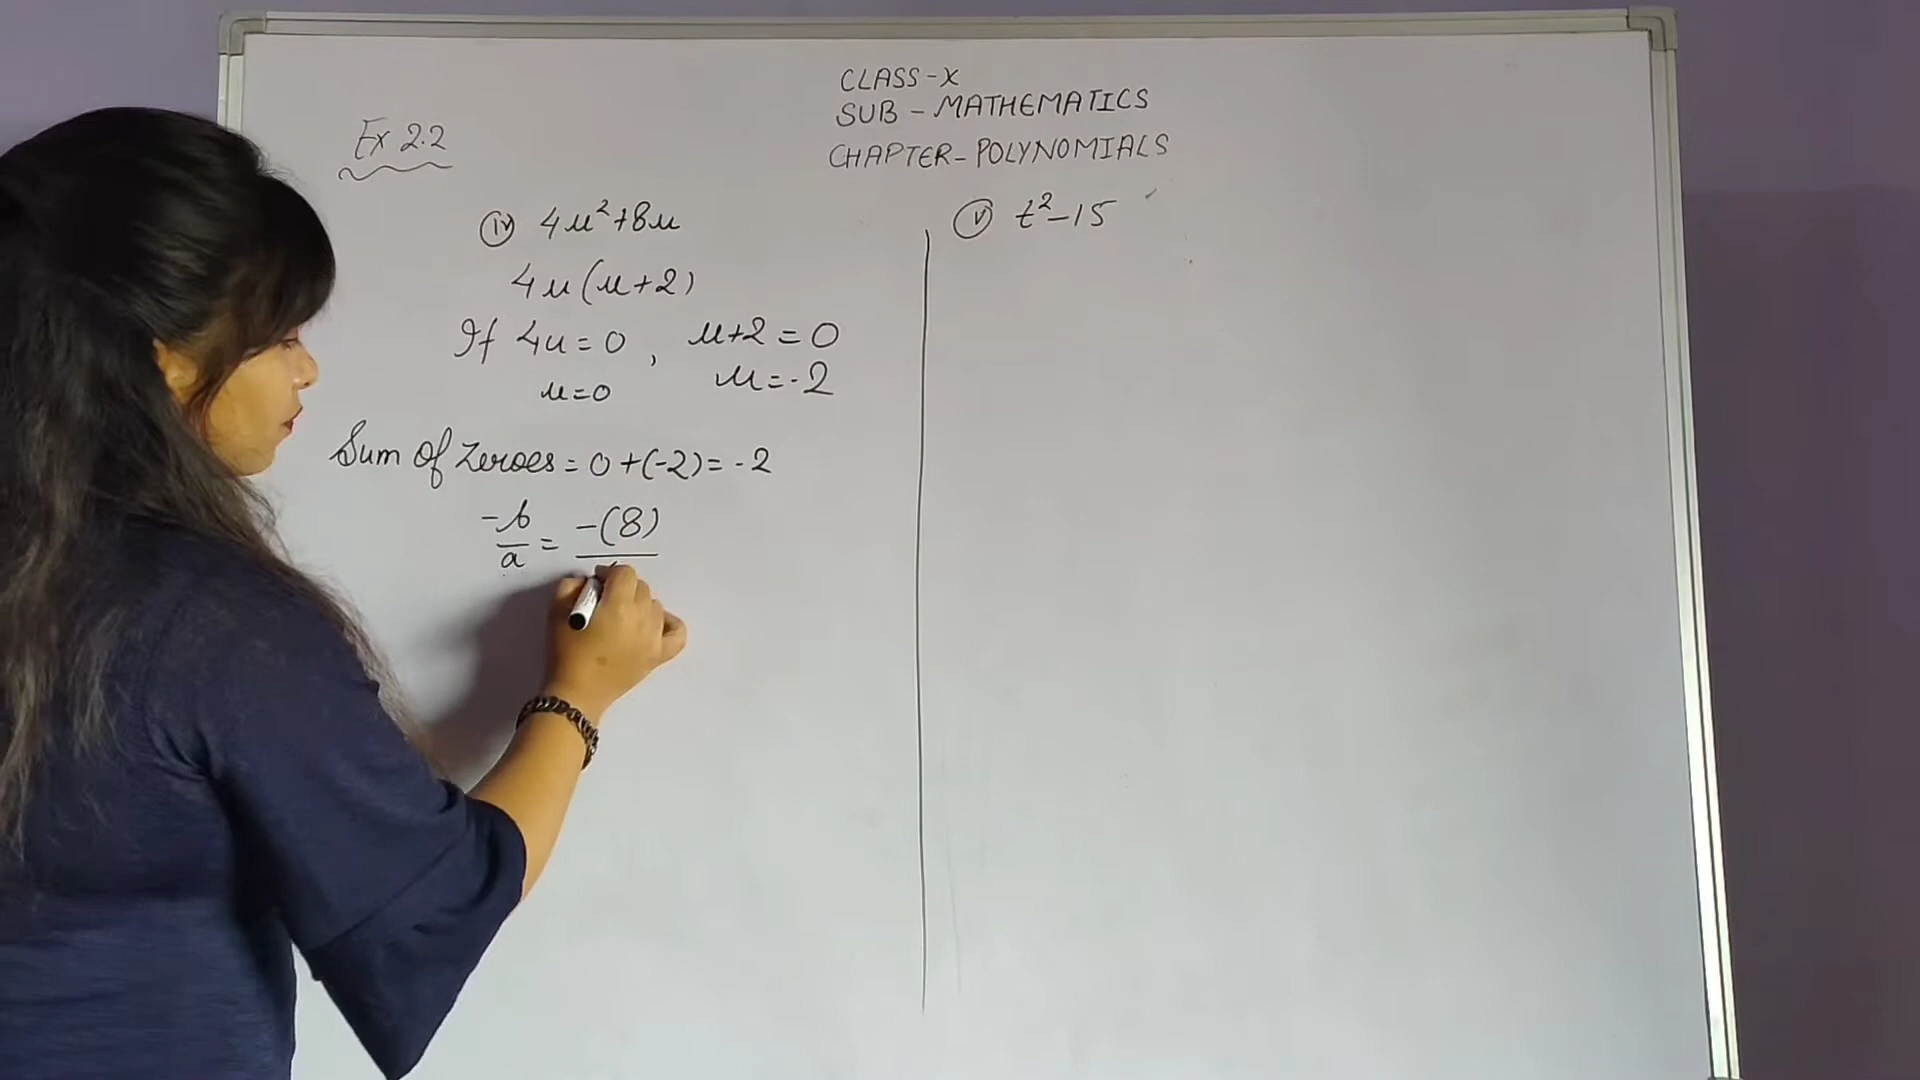 CLASS-X
SUB-MATHEMATICS
CHAPTER-POLYNOMIALS
Ex 2.2
(iv) 4u²+8u
4u(u+2)
If 4u=0, u+2=0
u=0 u=-2
Sum of zeroes = 0+(-2)=-2
-b/a = -(8)/
(v) t²-15